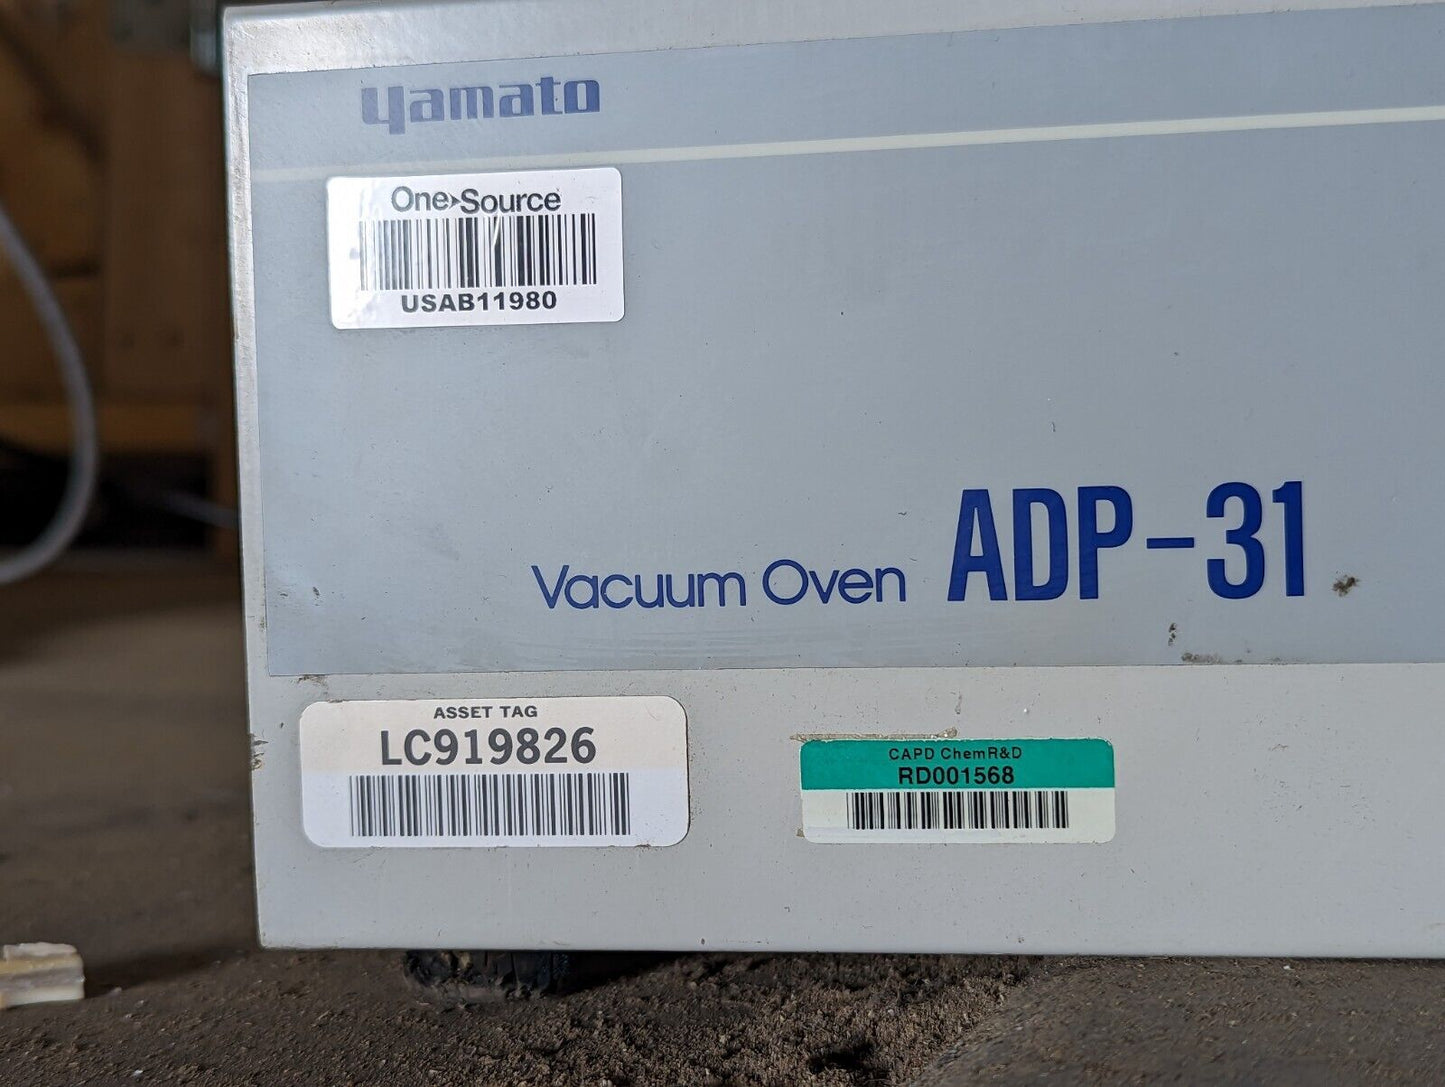 yamato
One▸Source
USAB11980
Vacuum Oven ADP-31
ASSET TAG
LC919826
CAPD ChemR&D
RD001568